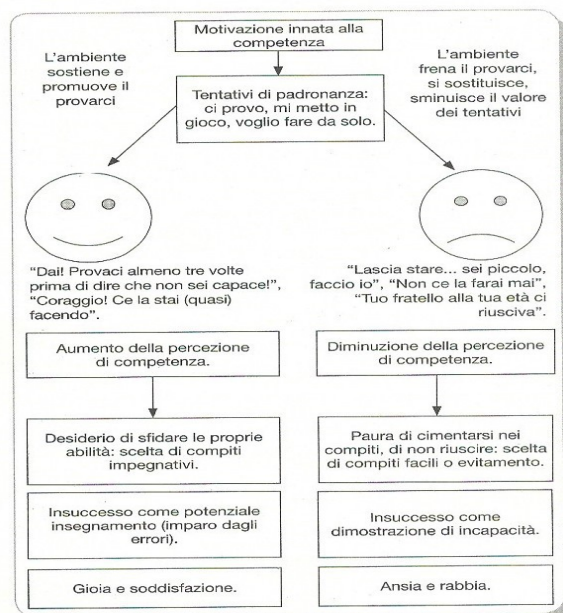 Motivazione innata alla
competenza
L'ambiente
sostiene e
promuove il
provarci
L'ambiente
frena il provarci,
si sostituisce,
sminuisce il valore
dei tentativi
Tentativi di padronanza:
ci provo, mi metto in
gioco, voglio fare da solo.
"Dai! Provaci almeno tre volte
prima di dire che non sei capace!",
"Coraggio! Ce la stai (quasi)
facendo".
"Lascia stare... sei piccolo,
faccio io", "Non ce la farai mai",
"Tuo fratello alla tua età ci
riusciva".
Aumento della percezione
di competenza.
Diminuzione della percezione
di competenza.
Desiderio di sfidare le proprie
abilità: scelta di compiti
impegnativi.
Paura di cimentarsi nei
compiti, di non riuscire: scelta
di compiti facili o evitamento.
Insuccesso come potenziale
insegnamento (imparo dagli
errori).
Insuccesso come
dimostrazione di incapacità.
Gioia e soddisfazione.
Ansia e rabbia.